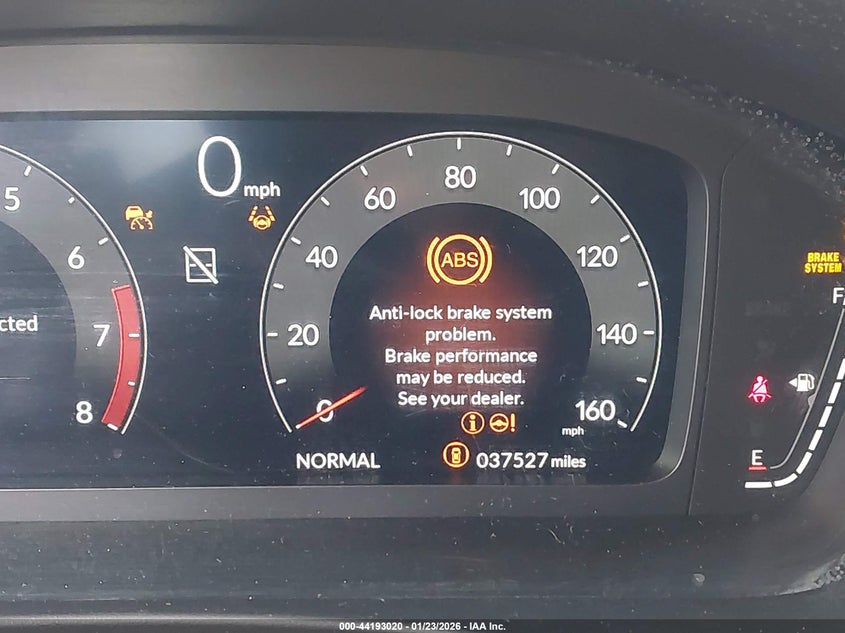 0 mph
5
6
7
8
cted
0
20
40
60
80
100
120
140
160
mph
ABS
Anti-lock brake system
problem.
Brake performance
may be reduced.
See your dealer.
NORMAL
037527 miles
BRAKE
SYSTEM
F
E
000-44193020 - 01/23/2026 - IAA Inc.